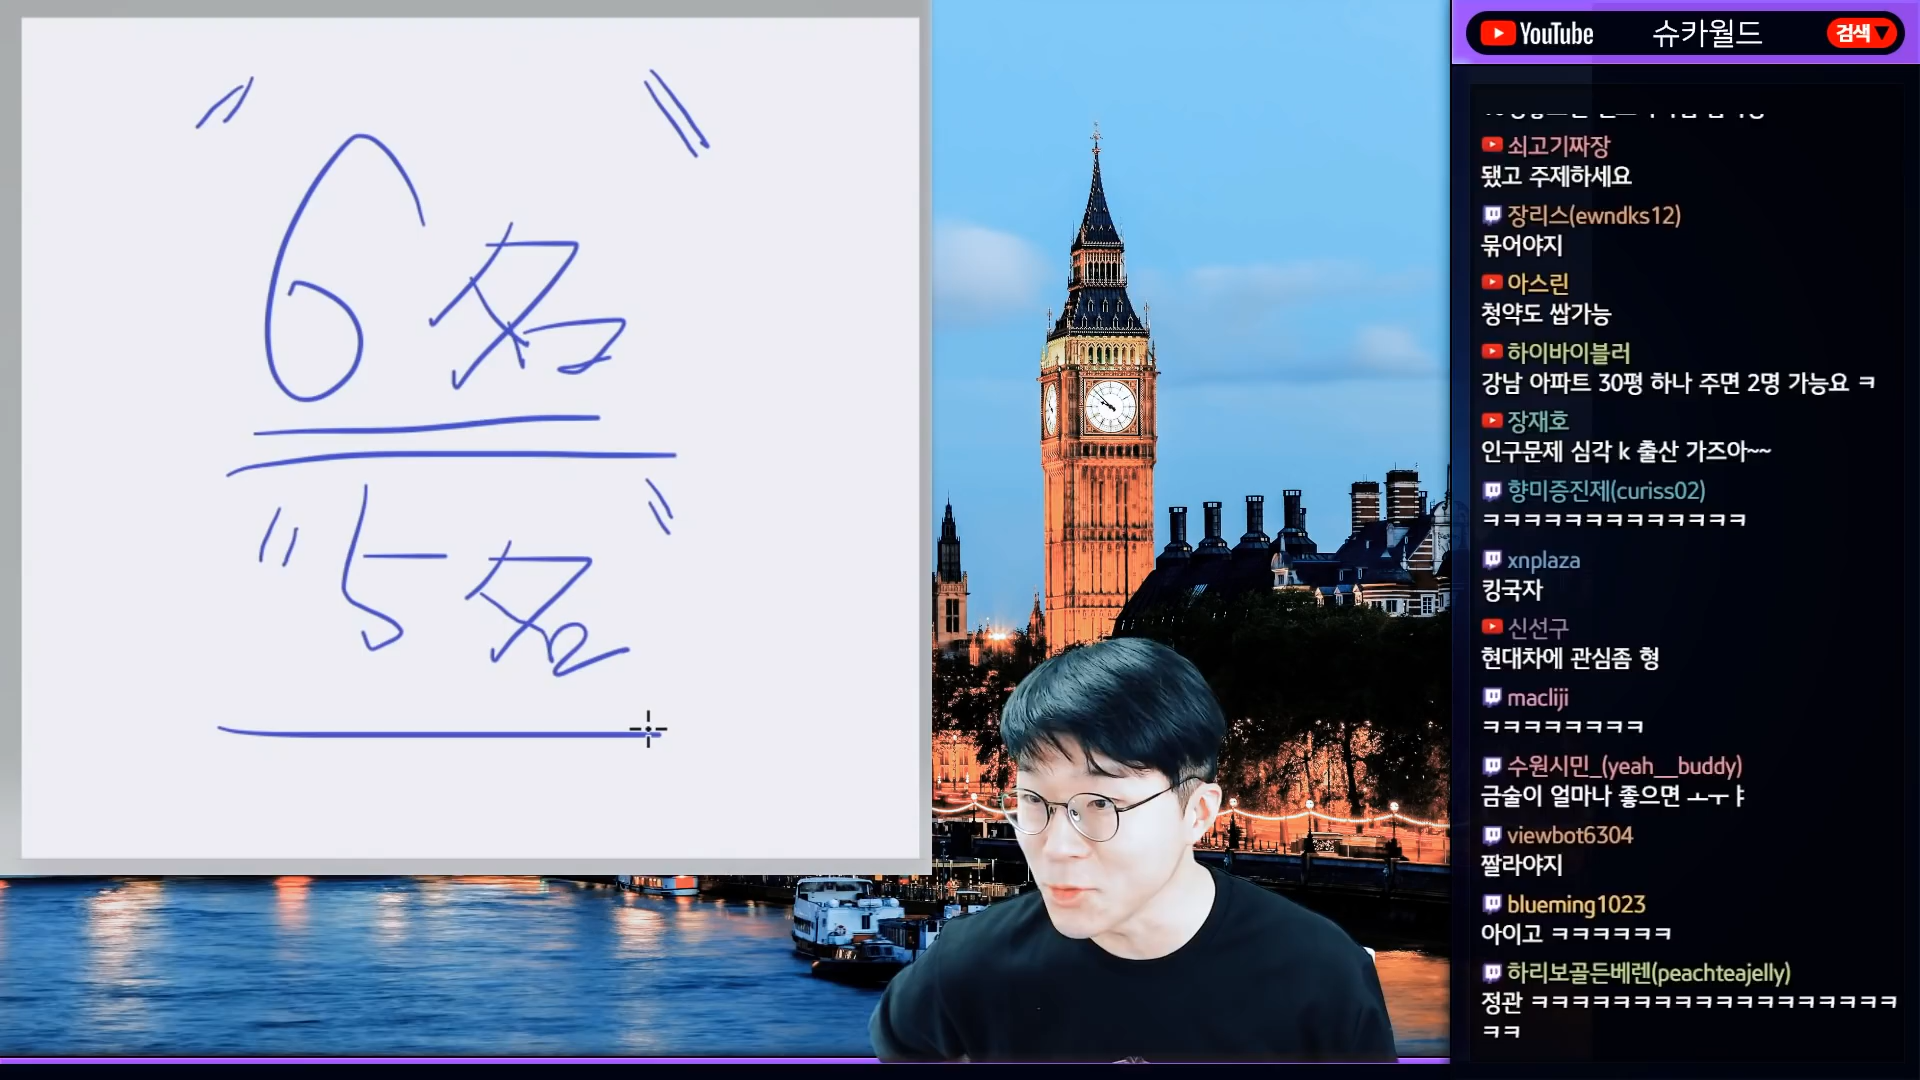 " 6名 "
" 5名 "
YouTube 슈카월드 검색▼
쇠고기짜장
됐고 주제하세요
장리스(ewndks12)
묶어야지
아스린
청약도 쌉가능
하이바이블러
강남 아파트 30평 하나 주면 2명 가능요 ㅋ
장재호
인구문제 심각 k 출산 가즈아~~
향미증진제(curiss02)
ㅋㅋㅋㅋㅋㅋㅋㅋㅋㅋㅋㅋㅋ
xnplaza
킹국자
신선구
현대차에 관심좀 형
macliji
ㅋㅋㅋㅋㅋㅋㅋㅋ
수원시민_(yeah__buddy)
금술이 얼마나 좋으면 ㅗㅜㅑ
viewbot6304
짤라야지
blueming1023
아이고 ㅋㅋㅋㅋㅋㅋ
하리보골든베렌(peachteajelly)
정관 ㅋㅋㅋㅋㅋㅋㅋㅋㅋㅋㅋㅋㅋㅋㅋㅋㅋㅋ
ㅋㅋ